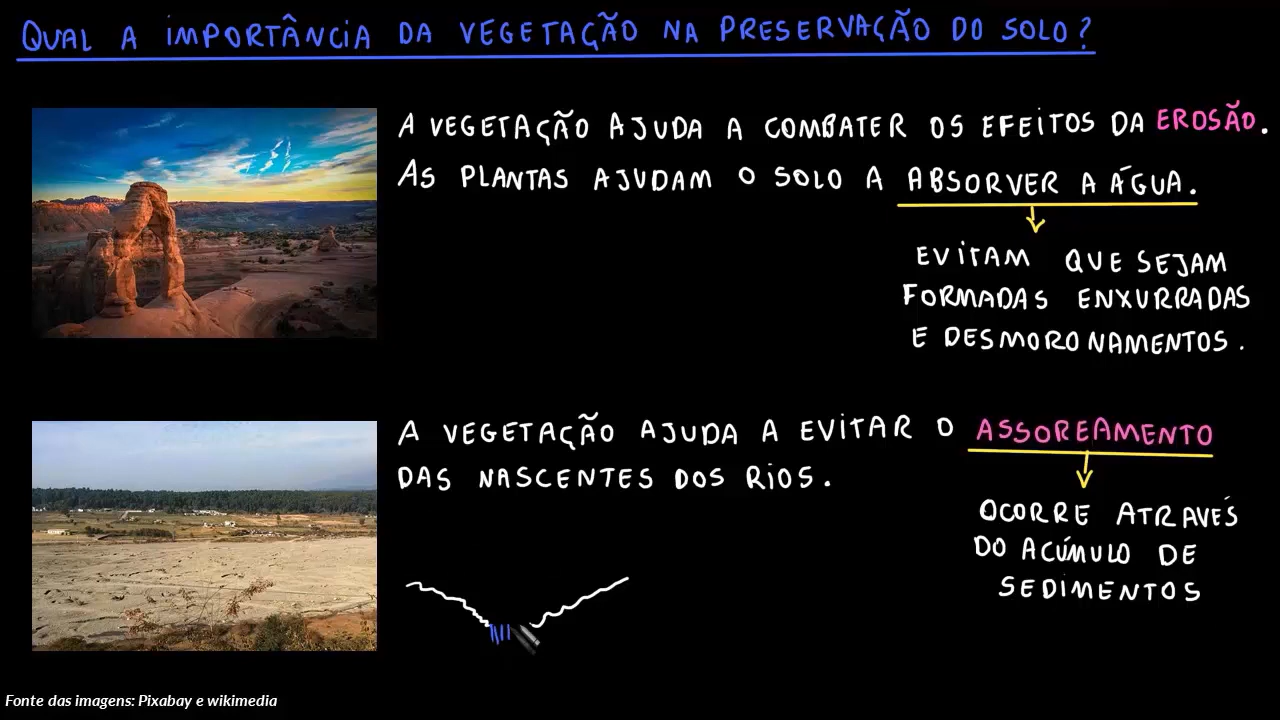 QUAL A IMPORTÂNCIA DA VEGETAÇÃO NA PRESERVAÇÃO DO SOLO?
A VEGETAÇÃO AJUDA A COMBATER OS EFEITOS DA EROSÃO.
AS PLANTAS AJUDAM O SOLO A ABSORVER A ÁGUA.
EVITAM QUE SEJAM
FORMADAS ENXURRADAS
E DESMORONAMENTOS.
A VEGETAÇÃO AJUDA A EVITAR O ASSOREAMENTO
DAS NASCENTES DOS RIOS.
OCORRE ATRAVÉS
DO ACÚMULO DE
SEDIMENTOS
Fonte das imagens: Pixabay e wikimedia